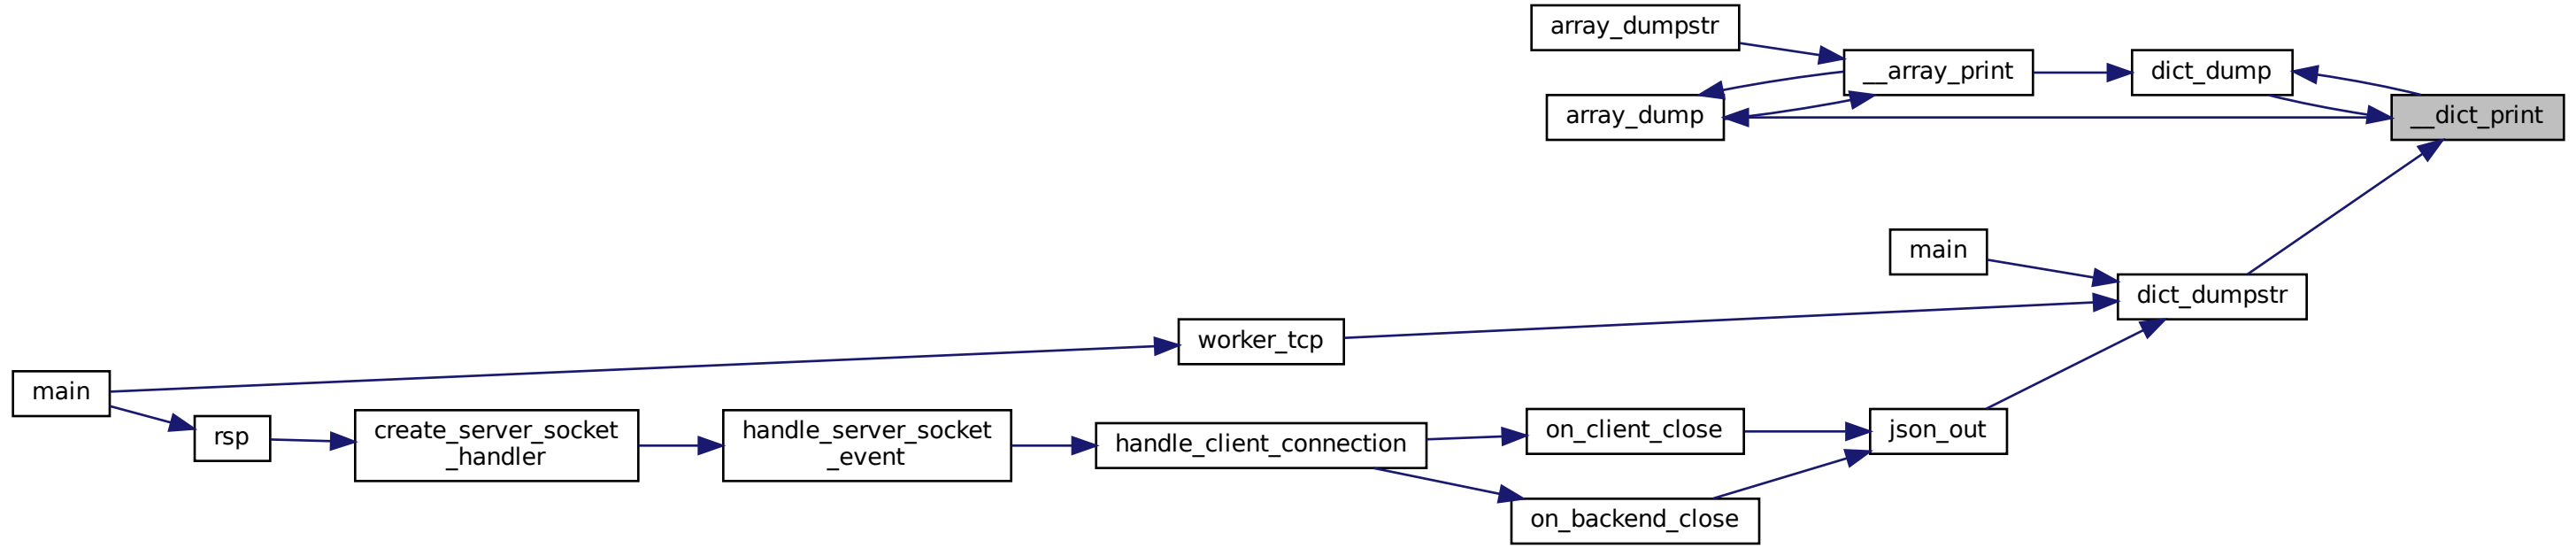 array_dumpstr
__array_print
dict_dump
array_dump
__dict_print
main
dict_dumpstr
worker_tcp
main
rsp
create_server_socket
_handler
handle_server_socket
_event
handle_client_connection
on_client_close
json_out
on_backend_close